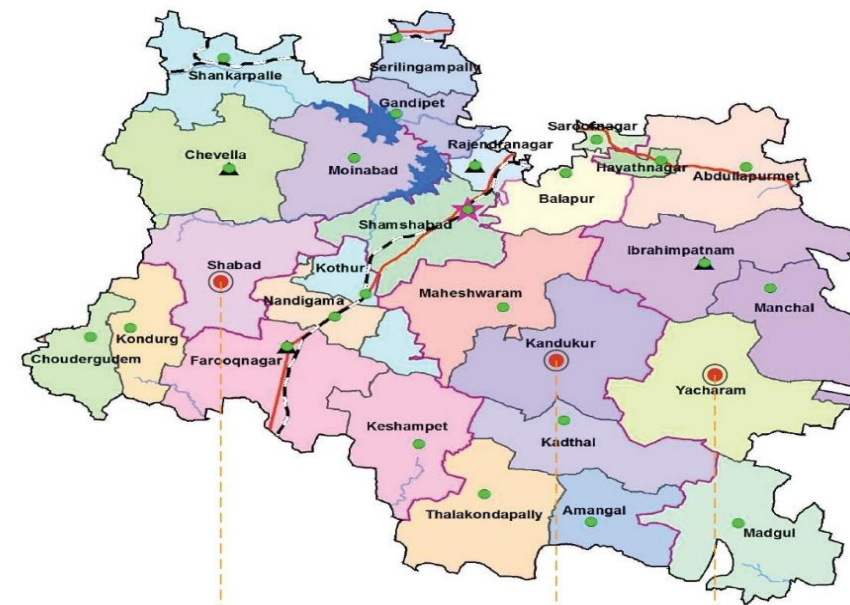 Serilingampally
Shankarpalle
Gandipet
Saroornagar
Rajendranagar
Chevella
Hayathnagar
Moinabad
Abdullapurmet
Balapur
Shamshabad
Ibrahimpatnam
Shabad
Kothur
Maheshwaram
Nandigama
Manchal
Kondurg
Kandukur
Choudergudem
Farooqnagar
Yacharam
Keshampet
Kadthal
Thalakondapally
Amangal
Madgul